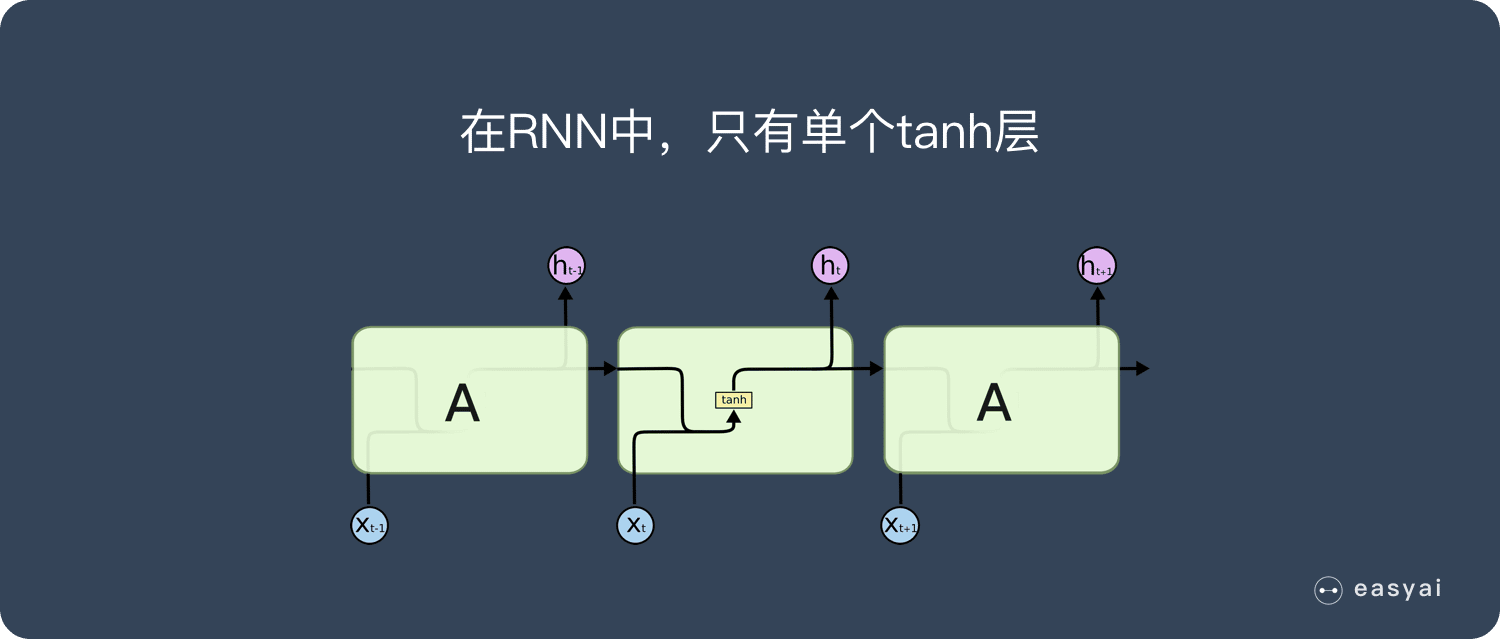 在RNN中，只有单个tanh层
ht-1 ht ht+1
A tanh A
xt-1 xt xt+1
easyai